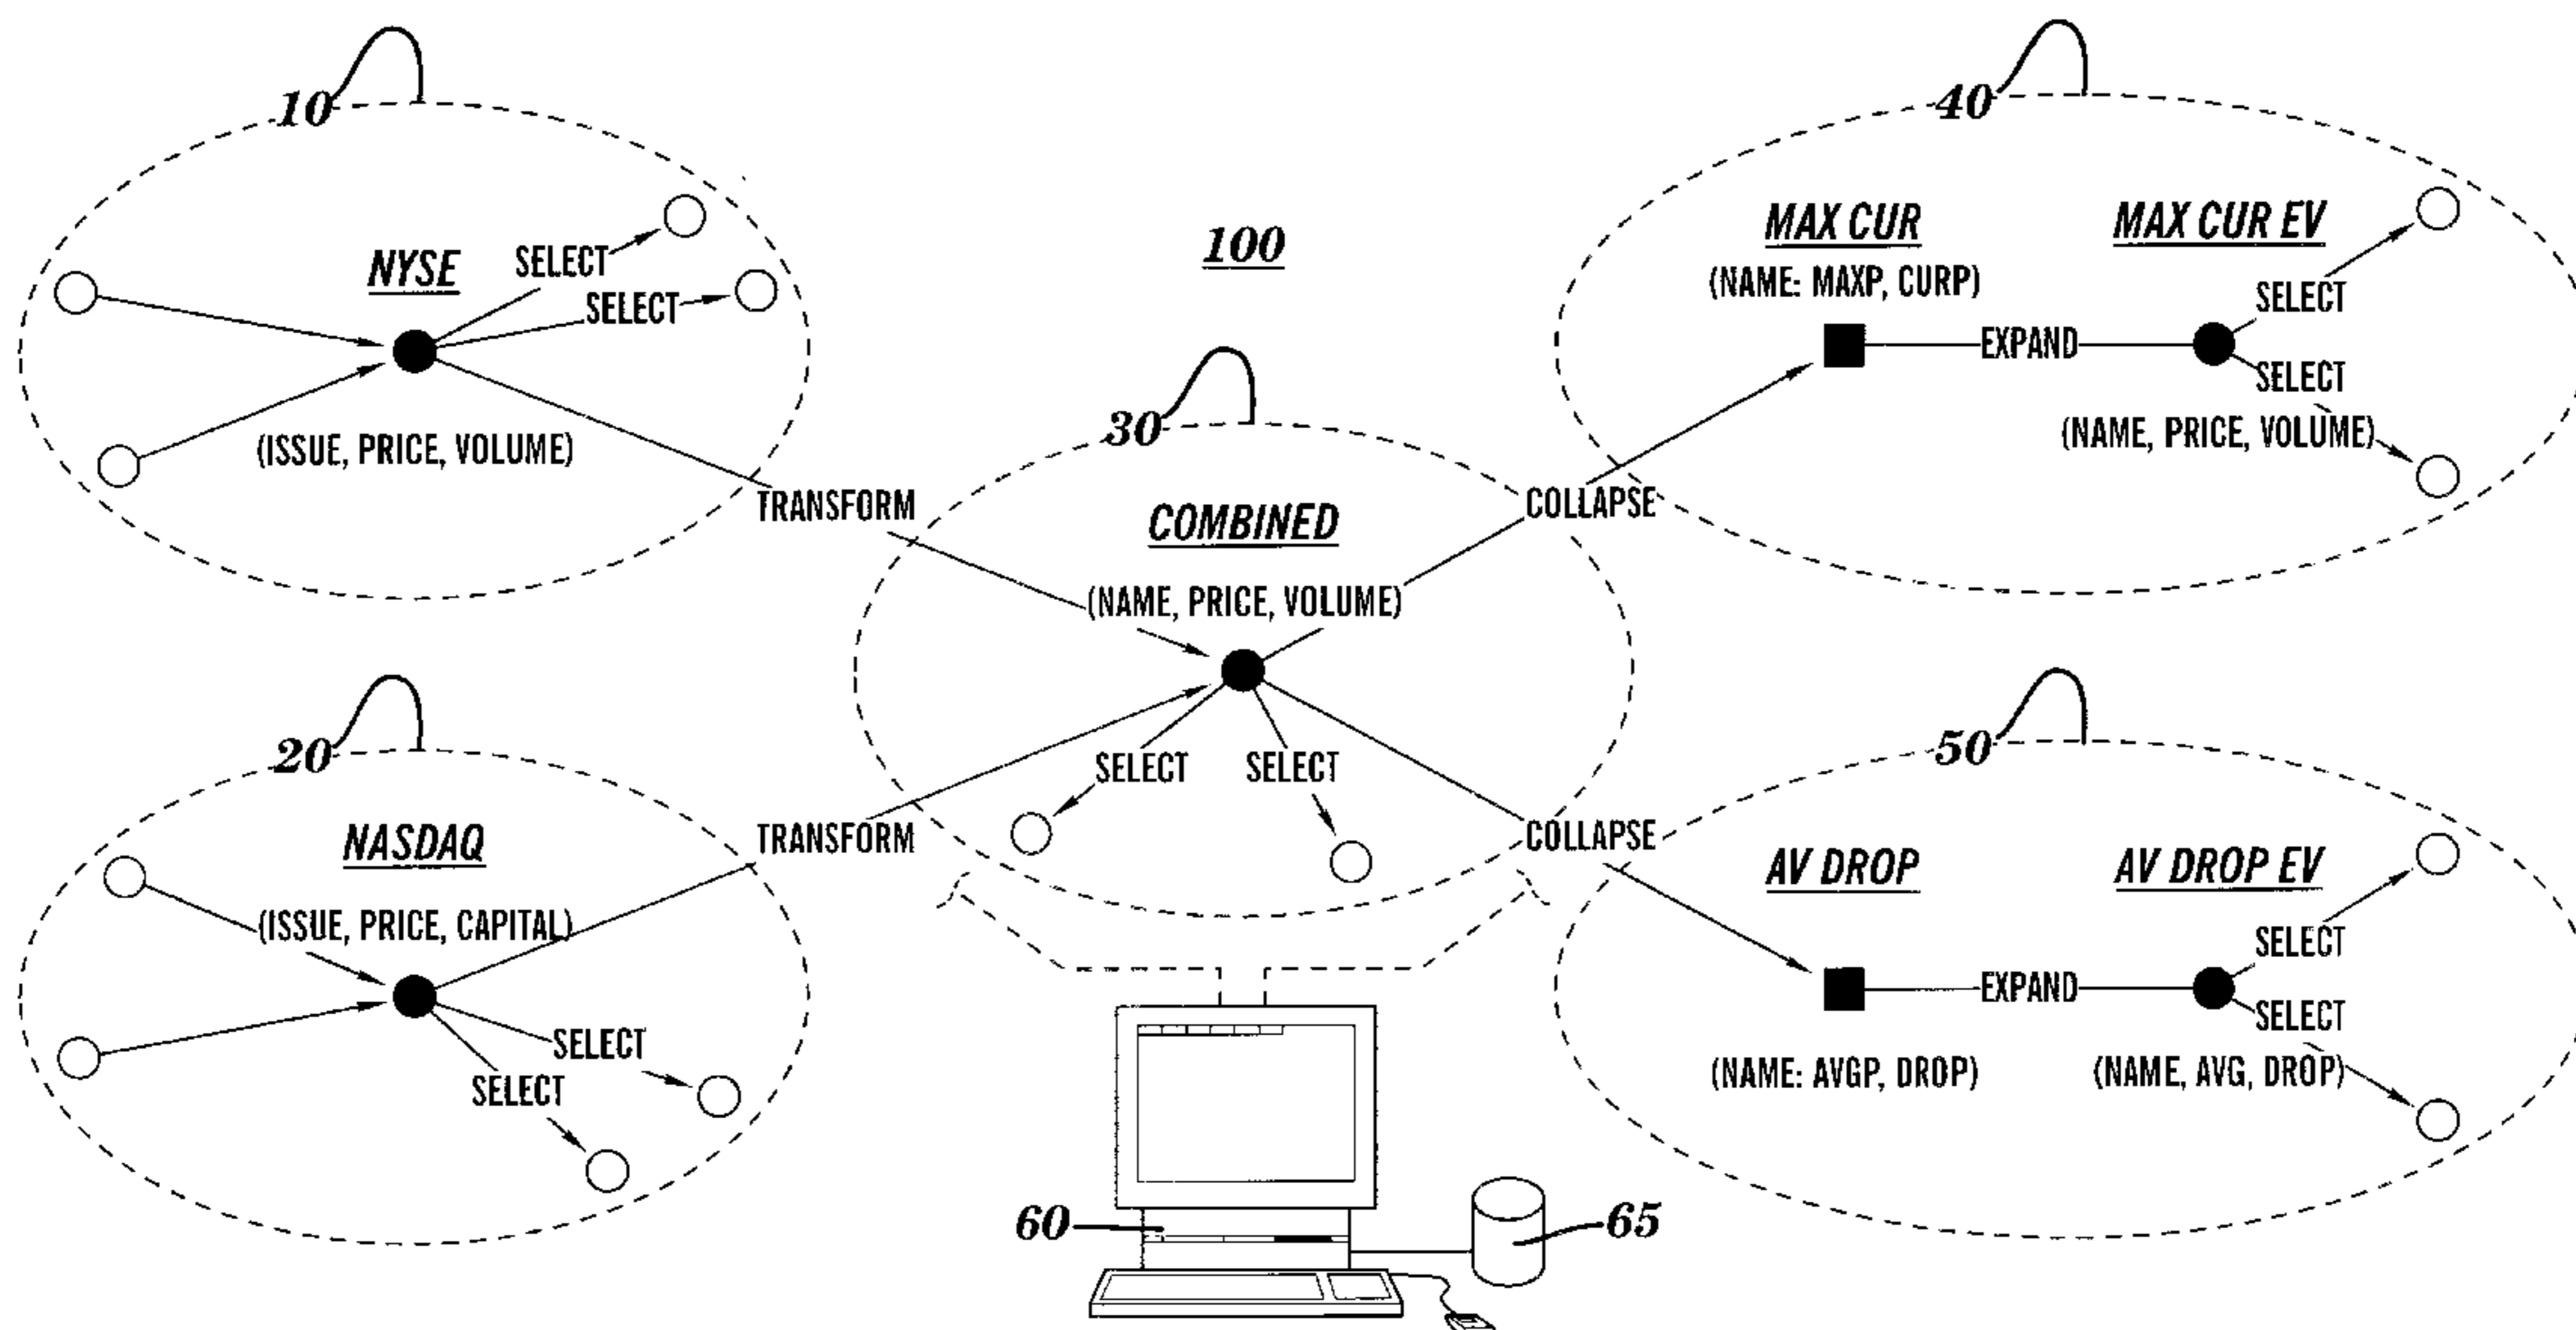 10
NYSE
SELECT
SELECT
(ISSUE, PRICE, VOLUME)
TRANSFORM
20
NASDAQ
(ISSUE, PRICE, CAPITAL)
SELECT
SELECT
TRANSFORM
100
30
COMBINED
(NAME, PRICE, VOLUME)
SELECT
SELECT
COLLAPSE
COLLAPSE
40
MAX CUR
(NAME: MAXP, CURP)
EXPAND
MAX CUR EV
SELECT
SELECT
(NAME, PRICE, VOLUME)
50
AV DROP
EXPAND
(NAME: AVGP, DROP)
AV DROP EV
SELECT
SELECT
(NAME, AVG, DROP)
60
65